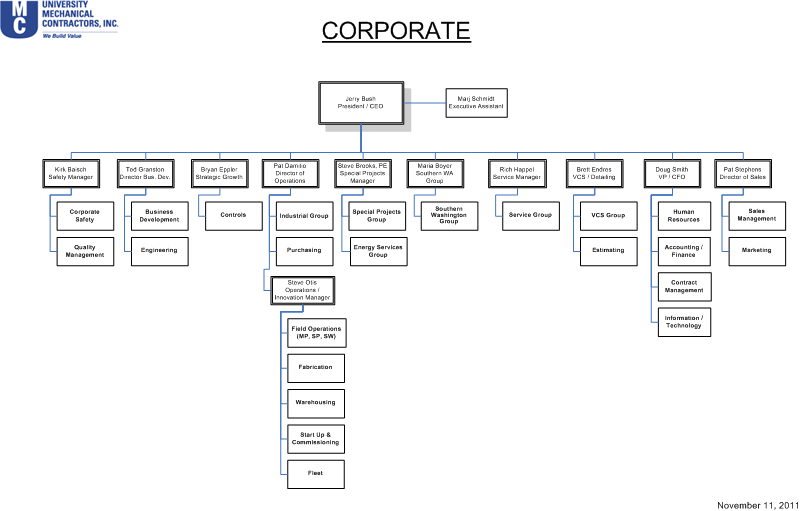 M
C
UNIVERSITY
MECHANICAL
CONTRACTORS, INC.
We Build Value
CORPORATE
Jerry Bush
President / CEO
Marj Schmidt
Executive Assistant
Kirk Baisch
Safety Manager
Ted Granston
Director Bus. Dev.
Bryan Eppler
Strategic Growth
Pat Damitio
Director of
Operations
Steve Brooks, PE
Special Projects
Manager
Maria Boyer
Southern WA
Group
Rich Happel
Service Manager
Brett Endres
VCS / Detailing
Doug Smith
VP / CFO
Pat Stephens
Director of Sales
Corporate
Safety
Business
Development
Controls
Industrial Group
Special Projects
Group
Southern
Washington
Group
Service Group
VCS Group
Human
Resources
Sales
Management
Quality
Management
Engineering
Purchasing
Energy Services
Group
Estimating
Accounting /
Finance
Marketing
Steve Otis
Operations /
Innovation Manager
Contract
Management
Field Operations
(MP, SP, SW)
Information /
Technology
Fabrication
Warehousing
Start Up &
Commissioning
Fleet
November 11, 2011